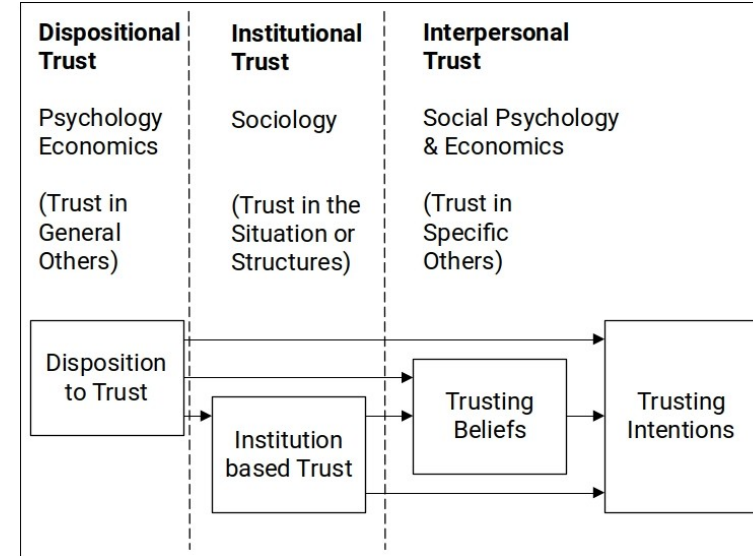 Dispositional
Trust
Psychology
Economics
(Trust in
General
Others)
Institutional
Trust
Sociology
(Trust in the
Situation or
Structures)
Interpersonal
Trust
Social Psychology
& Economics
(Trust in
Specific
Others)
Disposition
to Trust
Institution
based Trust
Trusting
Beliefs
Trusting
Intentions